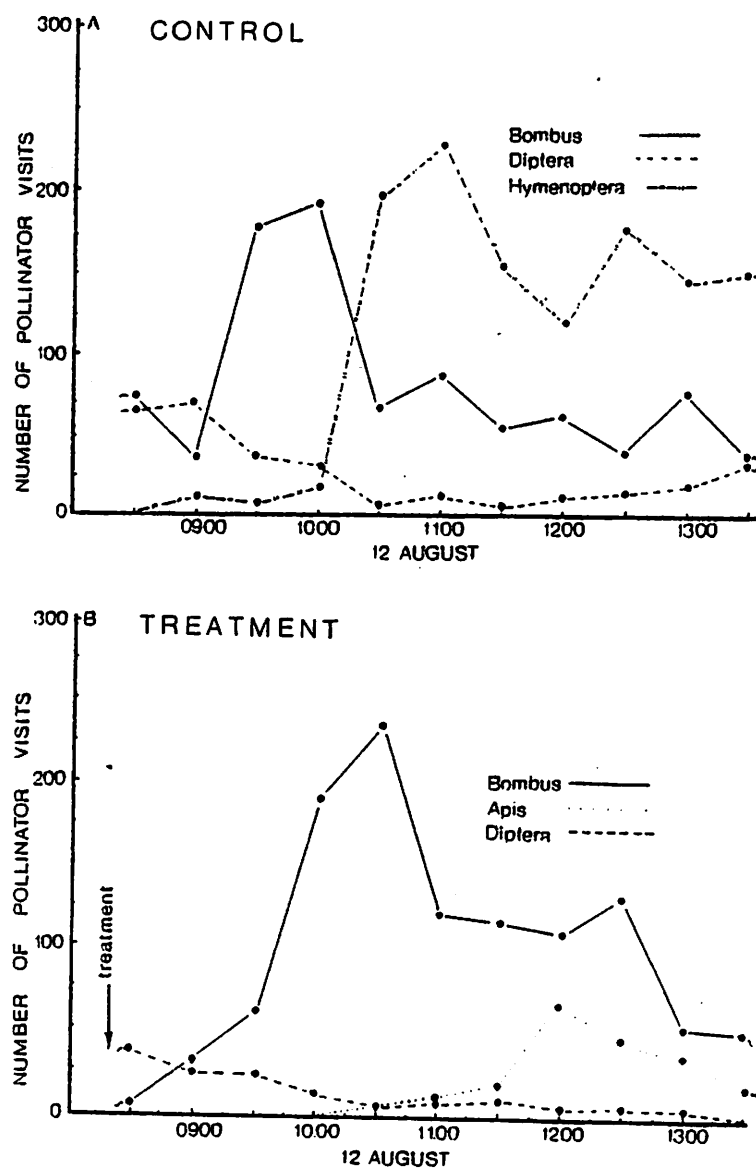 300 A CONTROL
Bombus
Diptera
Hymenoptera
200
100
0
NUMBER OF POLLINATOR VISITS
0900 1000 1100 1200 1300
12 AUGUST
300 B TREATMENT
200
Bombus
Apis
Diptera
100
treatment
0
NUMBER OF POLLINATOR VISITS
0900 10.00 11.00 1200 1300
12 AUGUST